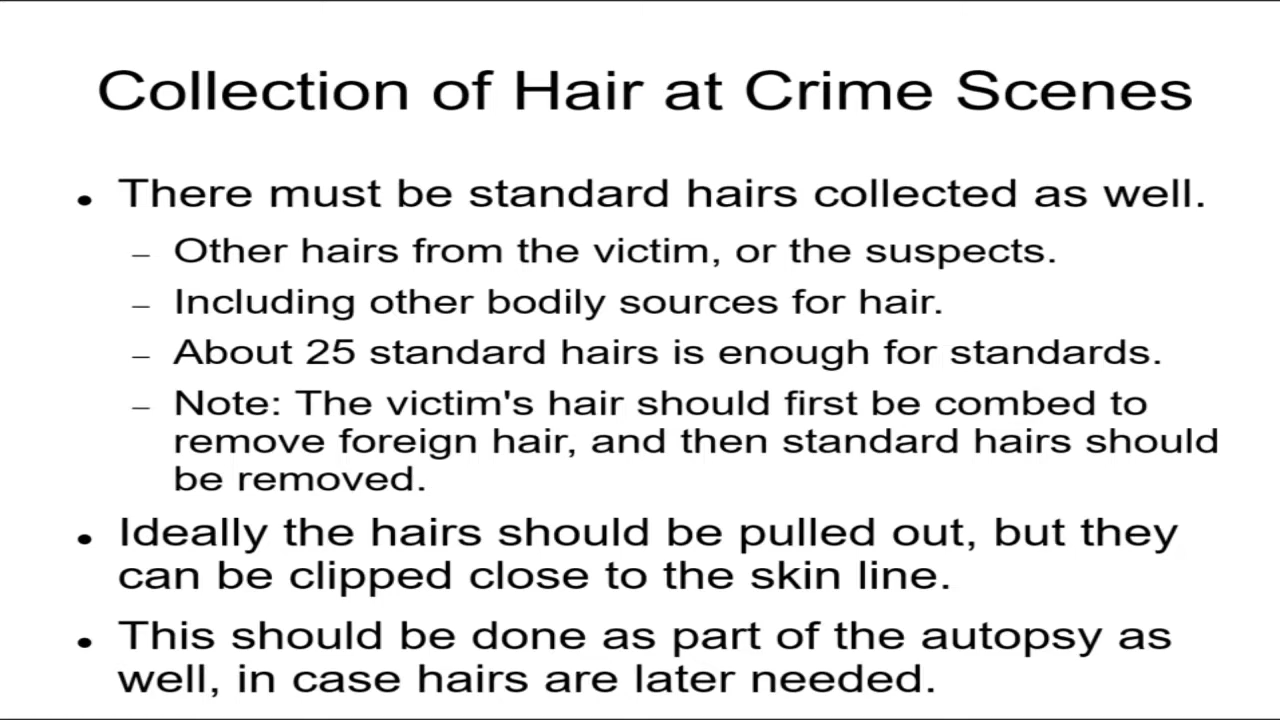 Collection of Hair at Crime Scenes
• There must be standard hairs collected as well.
– Other hairs from the victim, or the suspects.
– Including other bodily sources for hair.
– About 25 standard hairs is enough for standards.
– Note: The victim's hair should first be combed to
remove foreign hair, and then standard hairs should
be removed.
• Ideally the hairs should be pulled out, but they
can be clipped close to the skin line.
• This should be done as part of the autopsy as
well, in case hairs are later needed.